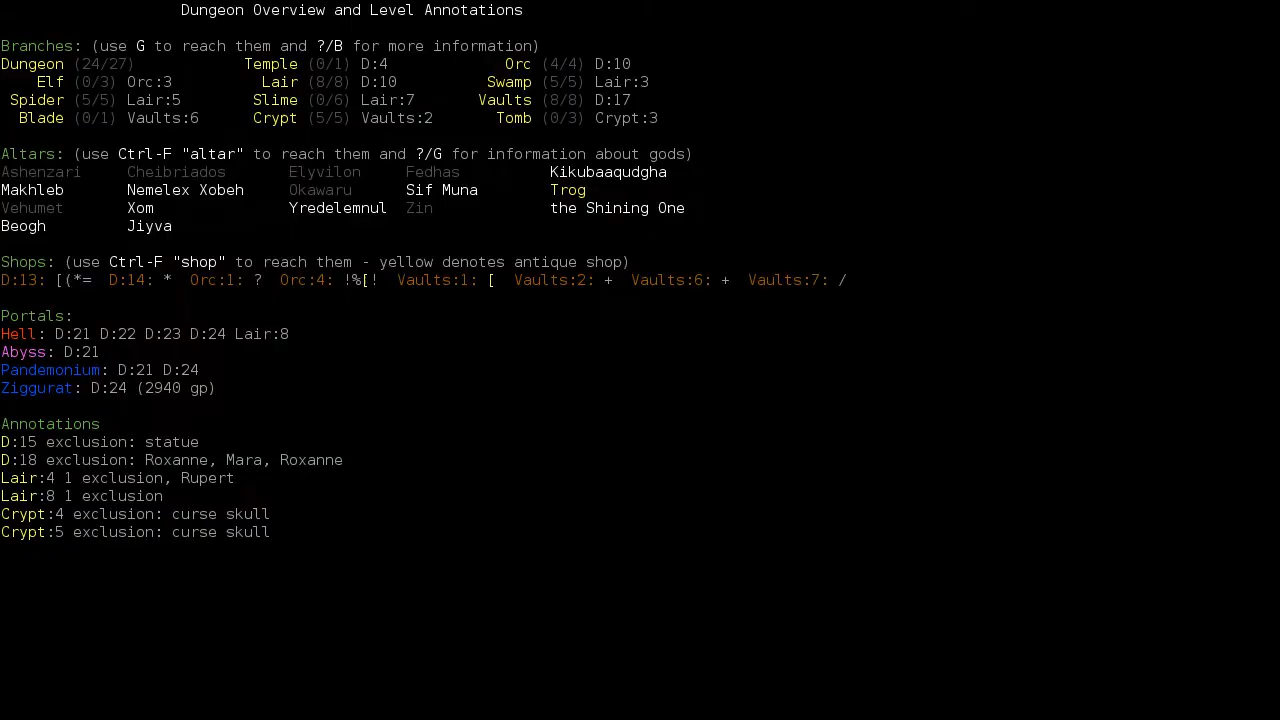 Dungeon Overview and Level Annotations
Branches: (use G to reach them and ?/B for more information)
Dungeon (24/27) Temple (0/1) D:4 Orc (4/4) D:10
Elf (0/3) Orc:3 Lair (8/8) D:10 Swamp (5/5) Lair:3
Spider (5/5) Lair:5 Slime (0/6) Lair:7 Vaults (8/8) D:17
Blade (0/1) Vaults:6 Crypt (5/5) Vaults:2 Tomb (0/3) Crypt:3
Altars: (use Ctrl-F "altar" to reach them and ?/G for information about gods)
Ashenzari Cheibriados Elyvilon Fedhas Kikubaaqudgha
Makhleb Nemelex Xobeh Okawaru Sif Muna Trog
Vehumet Xom Yredelemnul Zin the Shining One
Beogh Jiyva
Shops: (use Ctrl-F "shop" to reach them - yellow denotes antique shop)
D:13: [(*= D:14: * Orc:1: ? Orc:4: !%[! Vaults:1: [ Vaults:2: + Vaults:6: + Vaults:7: /
Portals:
Hell: D:21 D:22 D:23 D:24 Lair:8
Abyss: D:21
Pandemonium: D:21 D:24
Ziggurat: D:24 (2940 gp)
Annotations
D:15 exclusion: statue
D:18 exclusion: Roxanne, Mara, Roxanne
Lair:4 1 exclusion, Rupert
Lair:8 1 exclusion
Crypt:4 exclusion: curse skull
Crypt:5 exclusion: curse skull